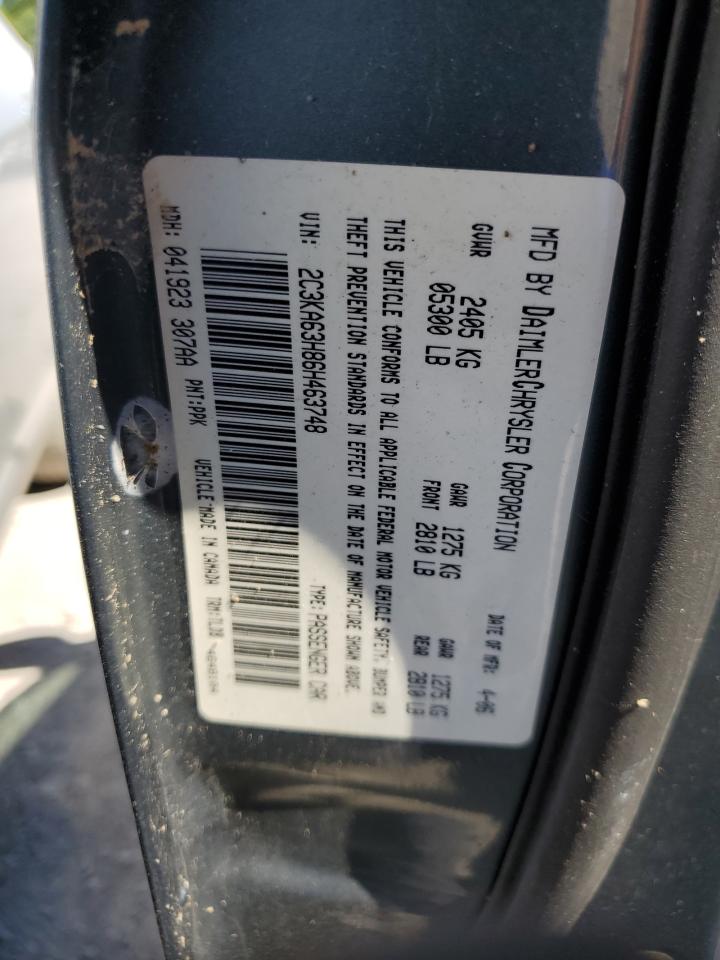 MFD BY DAIMLERCHRYSLER CORPORATION
DATE OF MFR: 4-06
GVWR 2405 KG
05300 LB
GAWR 1275 KG
FRONT 2810 LB
GAWR 1275 KG
REAR 2810 LB
THIS VEHICLE CONFORMS TO ALL APPLICABLE FEDERAL MOTOR VEHICLE SAFETY, BUMPER AND
THEFT PREVENTION STANDARDS IN EFFECT ON THE DATE OF MANUFACTURE SHOWN ABOVE.
VIN: 2C3KA63H86H463748
TYPE: PASSENGER CAR
MDH: 041923 307AA PNT:PPK VEHICLE MADE IN CANADA TRM:TLD8